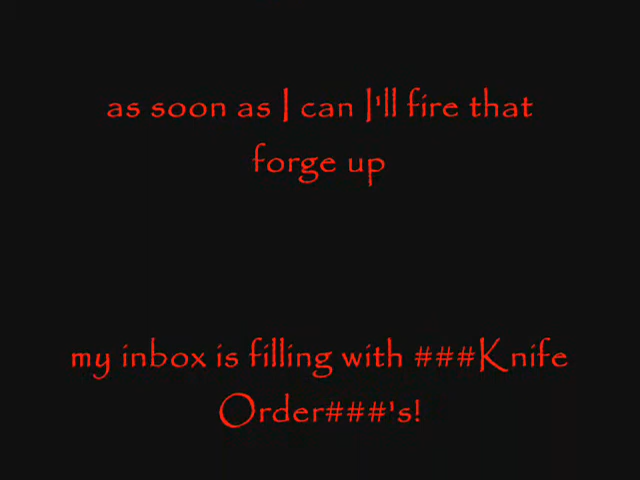 as soon as I can I'll fire that
forge up
my inbox is filling with ###Knife
Order###'s!